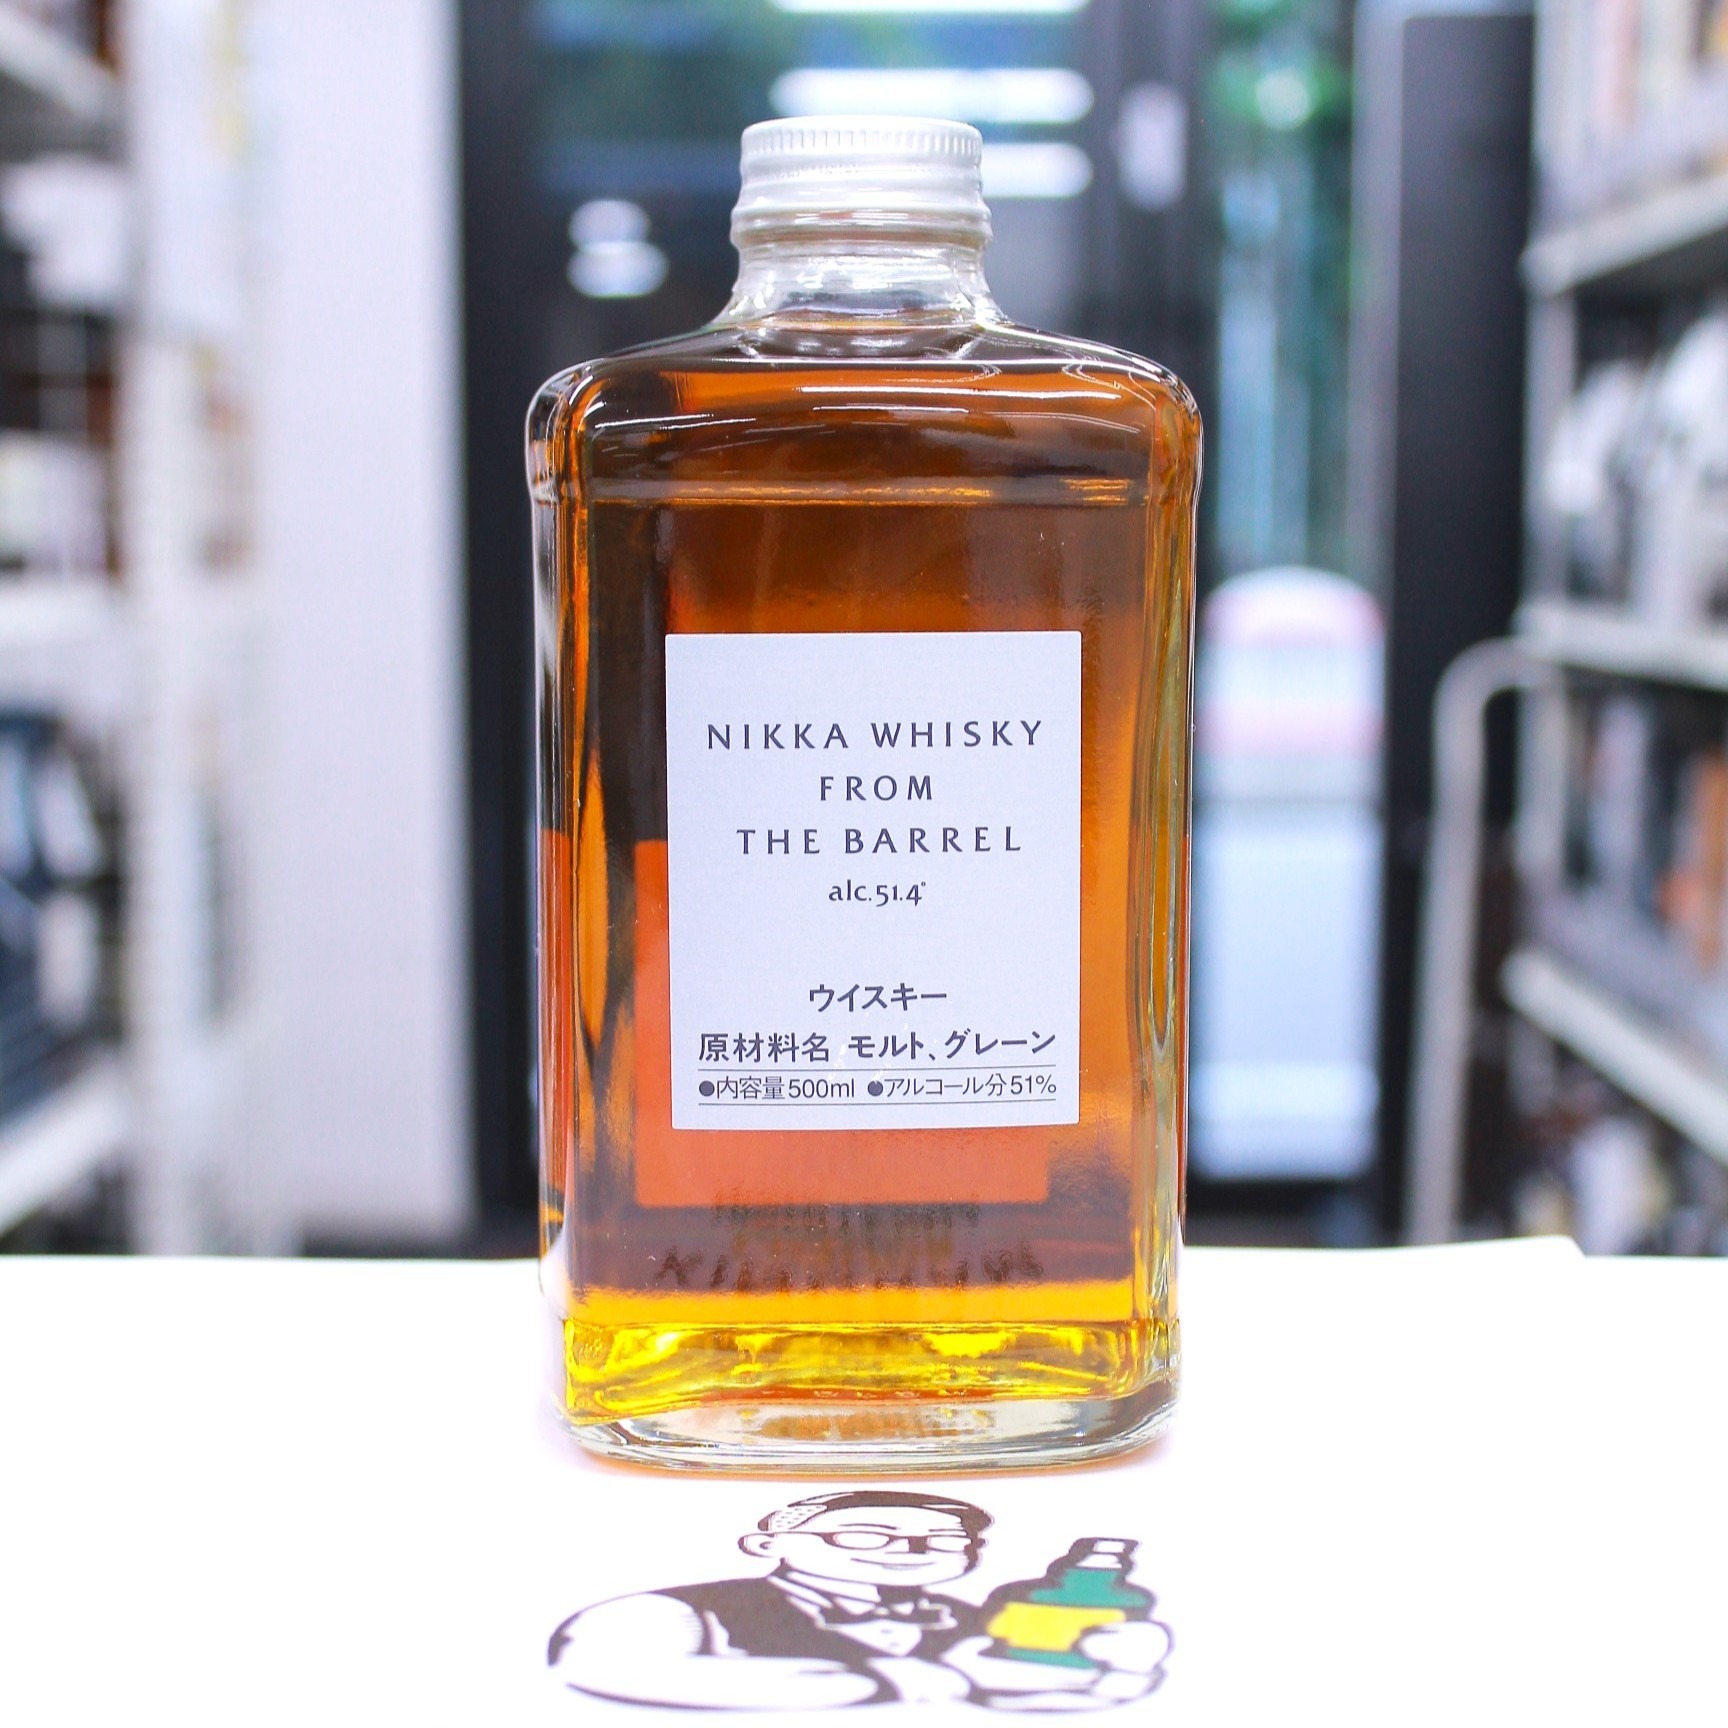 NIKKA WHISKY
FROM
THE BARREL
alc.51.4°
ウイスキー
原材料名 モルト、グレーン
●内容量500ml ●アルコール分51%